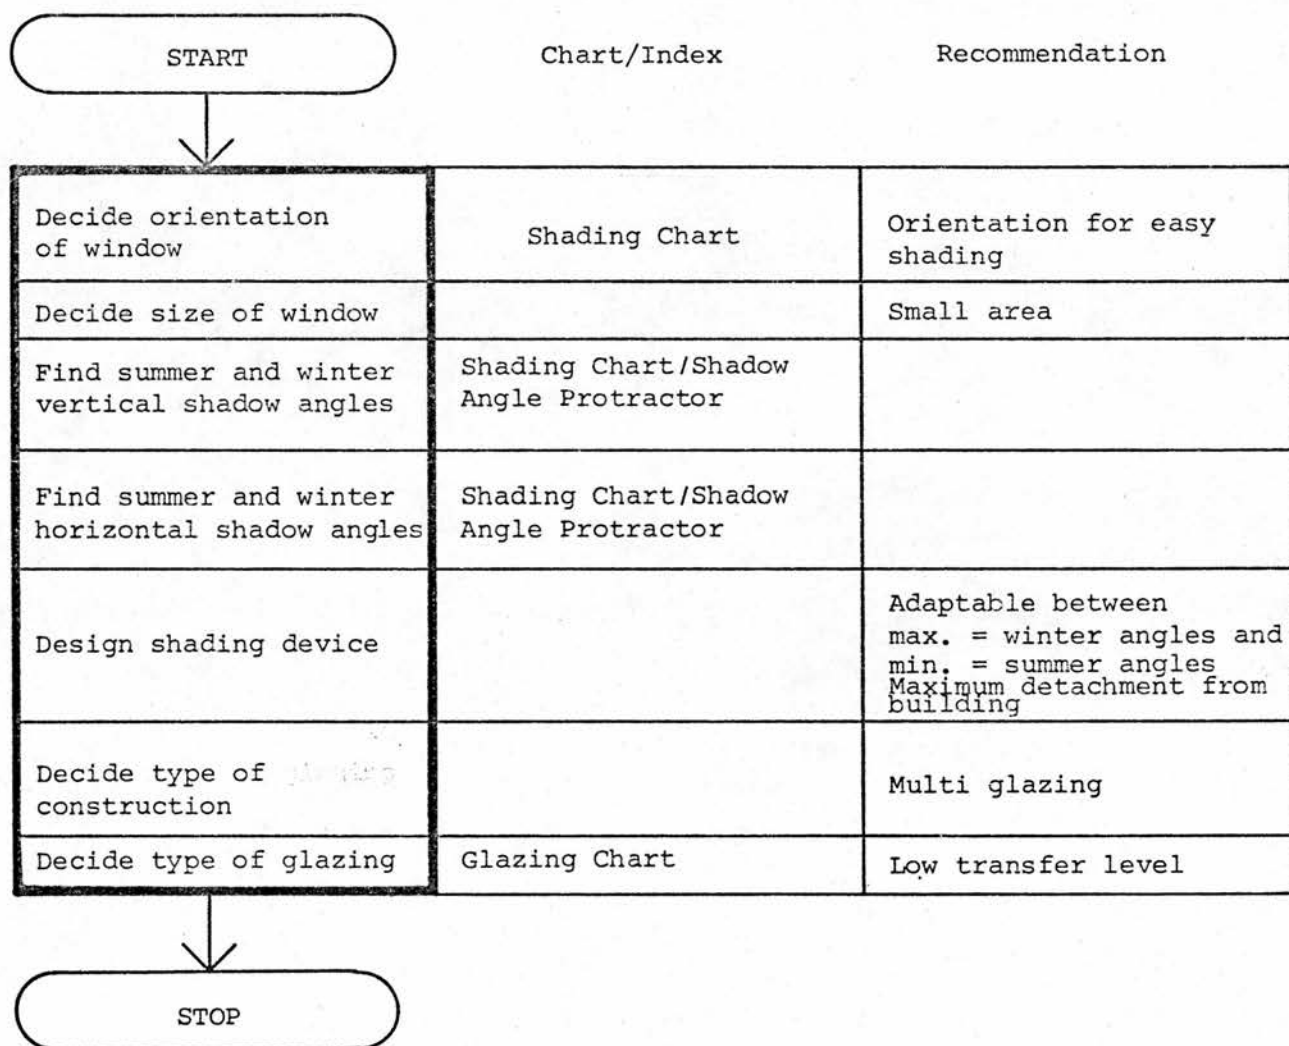 START
Chart/Index
Recommendation
Decide orientation
of window
Shading Chart
Orientation for easy
shading
Decide size of window
Small area
Find summer and winter
vertical shadow angles
Shading Chart/Shadow
Angle Protractor
Find summer and winter
horizontal shadow angles
Shading Chart/Shadow
Angle Protractor
Design shading device
Adaptable between
max. = winter angles and
min. = summer angles
Maximum detachment from
building
Decide type of
construction
Multi glazing
Decide type of glazing
Glazing Chart
Low transfer level
STOP